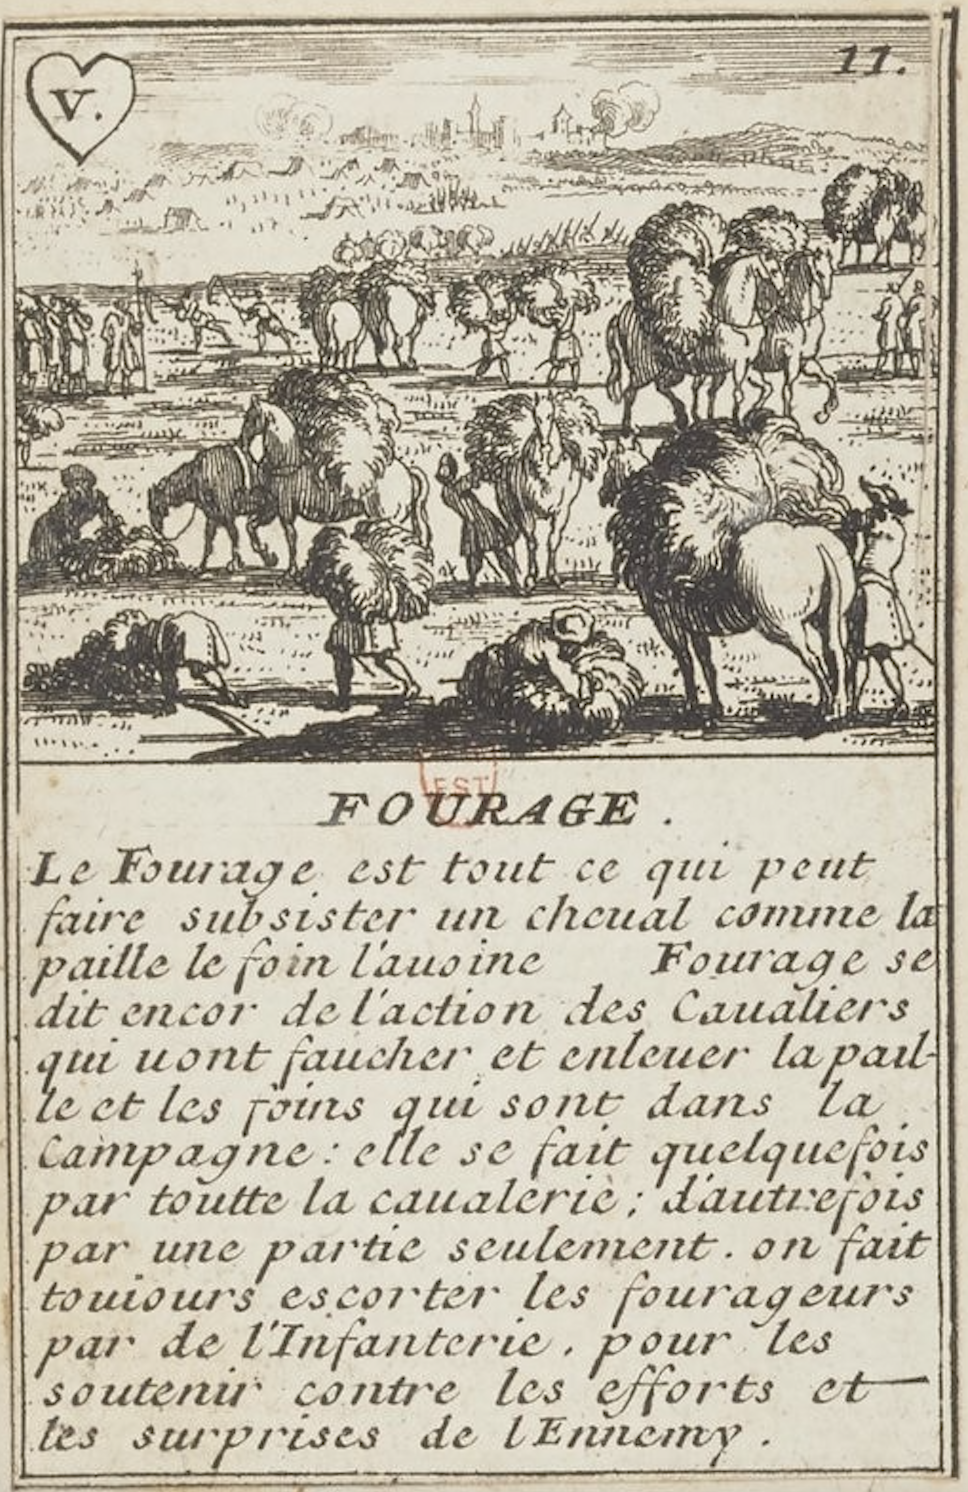 V.
11.
EST
FOURAGE.
Le Fourage est tout ce qui peut
faire subsister un cheual comme la
paille le foin l'auoine Fourage se
dit encor de l'action des Caualiers
qui uont faucher et enleuer la pail-
le et les foins qui sont dans la
Campagne: elle se fait quelquefois
par toutte la caualerie; d'autrefois
par une partie seulement. on fait
touiours escorter les fourageurs
par de l'Infanterie. pour les
soutenir contre les efforts et
les surprises de lEnnemy.